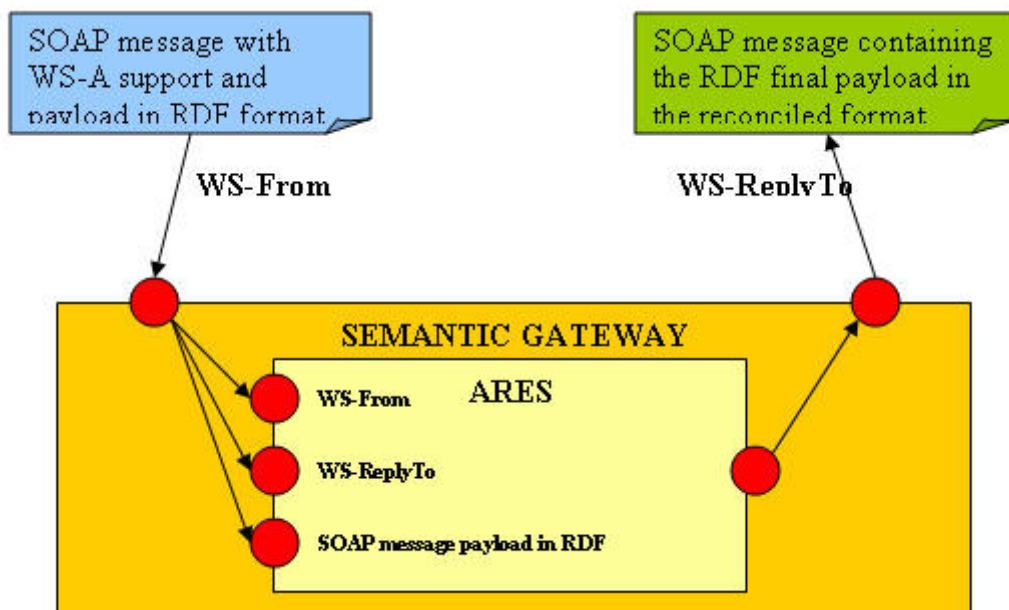 SOAP message with
WS-A support and
payload in RDF format
SOAP message containing
the RDF final payload in
the reconciled format
WS-From
WS-ReplyTo
SEMANTIC GATEWAY
ARES
WS-From
WS-ReplyTo
SOAP message payload in RDF